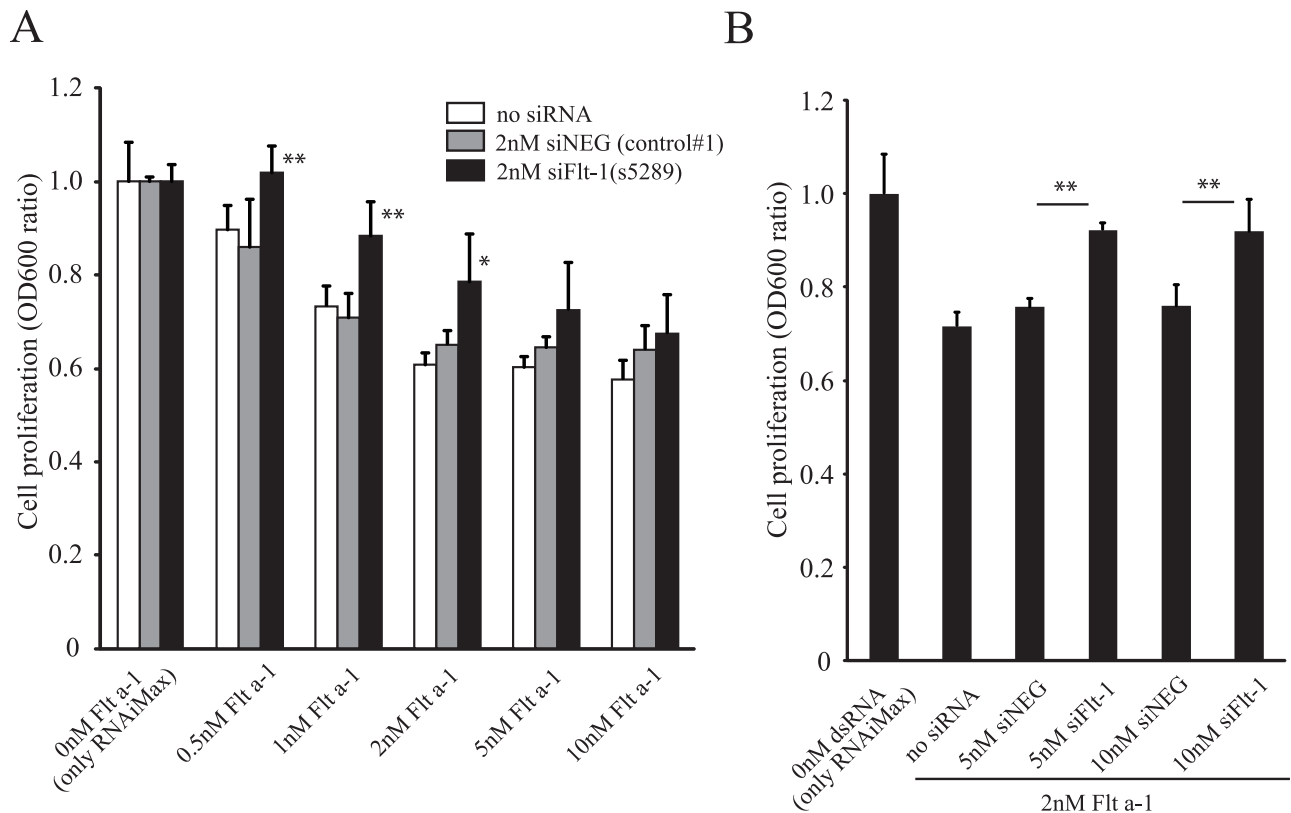 A
Cell proliferation (OD600 ratio)
1.2
1.0
0.8
0.6
0.4
0.2
0
no siRNA
2nM siNEG (control#1)
2nM siFlt-1(s5289)
**
**
*
0nM Flt a-1
(only RNAiMax)
0.5nM Flt a-1
1nM Flt a-1
2nM Flt a-1
5nM Flt a-1
10nM Flt a-1
B
Cell proliferation (OD600 ratio)
1.2
1.0
0.8
0.6
0.4
0.2
0
**
**
0nM dsRNA
(only RNAiMax)
no siRNA
5nM siNEG
5nM siFlt-1
10nM siNEG
10nM siFlt-1
2nM Flt a-1